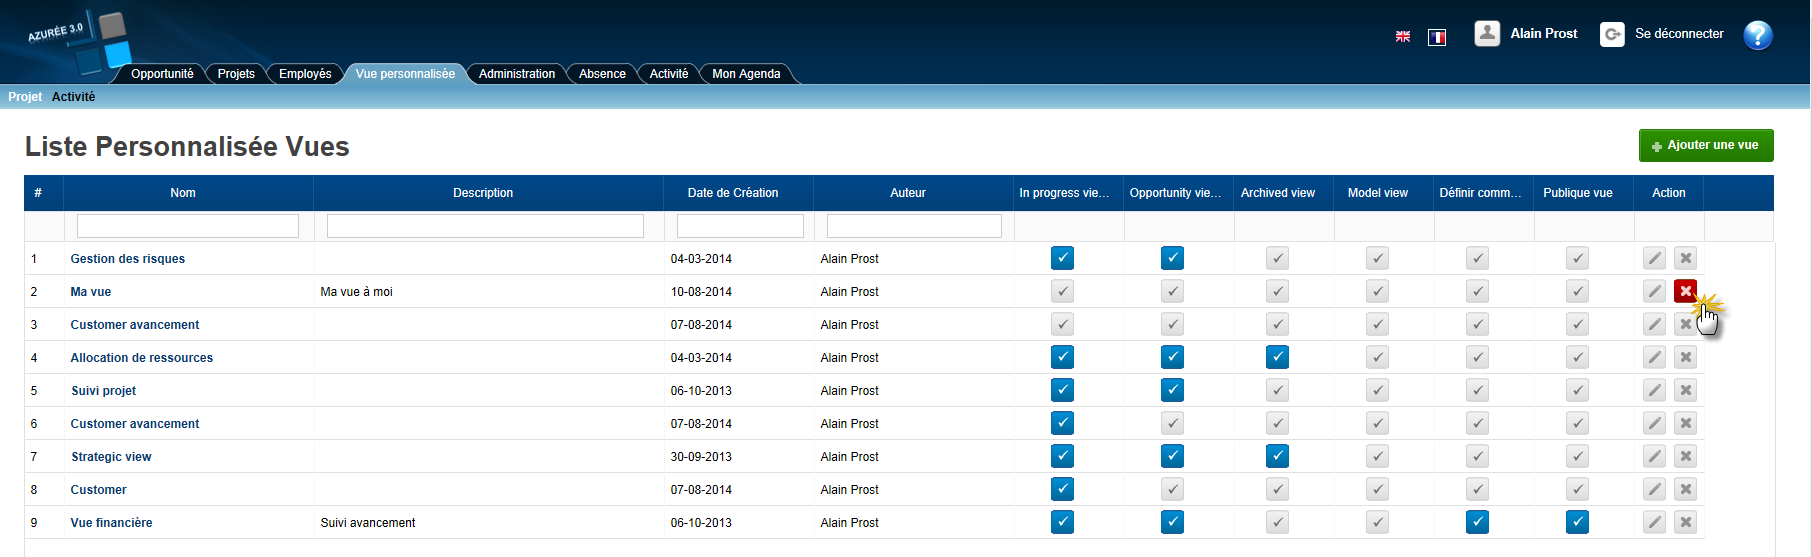 AZURÉE 3.0
Alain Prost Se déconnecter ?
Opportunité Projets Employés Vue personnalisée Administration Absence Activité Mon Agenda
Projet Activité
Liste Personnalisée Vues
Ajouter une vue
# Nom Description Date de Création Auteur In progress vie... Opportunity vie... Archived view Model view Définir comm... Publique vue Action
1 Gestion des risques 04-03-2014 Alain Prost
2 Ma vue Ma vue à moi 10-08-2014 Alain Prost
3 Customer avancement 07-08-2014 Alain Prost
4 Allocation de ressources 04-03-2014 Alain Prost
5 Suivi projet 06-10-2013 Alain Prost
6 Customer avancement 07-08-2014 Alain Prost
7 Strategic view 30-09-2013 Alain Prost
8 Customer 07-08-2014 Alain Prost
9 Vue financière Suivi avancement 06-10-2013 Alain Prost